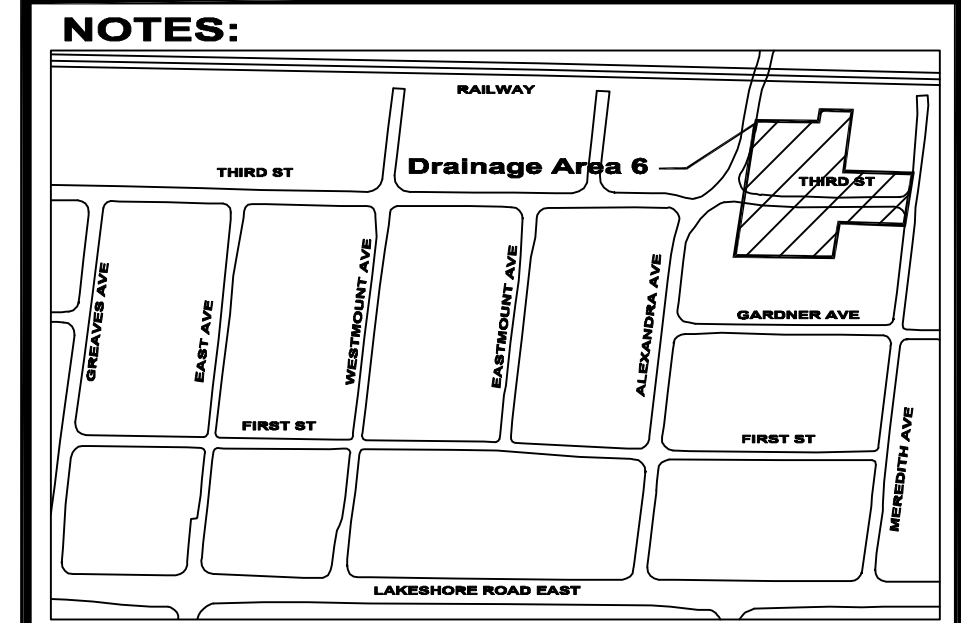 NOTES:
RAILWAY
Drainage Area 6
THIRD ST
THIRD ST
GREAVES AVE
EAST AVE
WESTMOUNT AVE
EASTMOUNT AVE
ALEXANDRA AVE
GARDNER AVE
FIRST ST
FIRST ST
MEREDITH AVE
LAKESHORE ROAD EAST